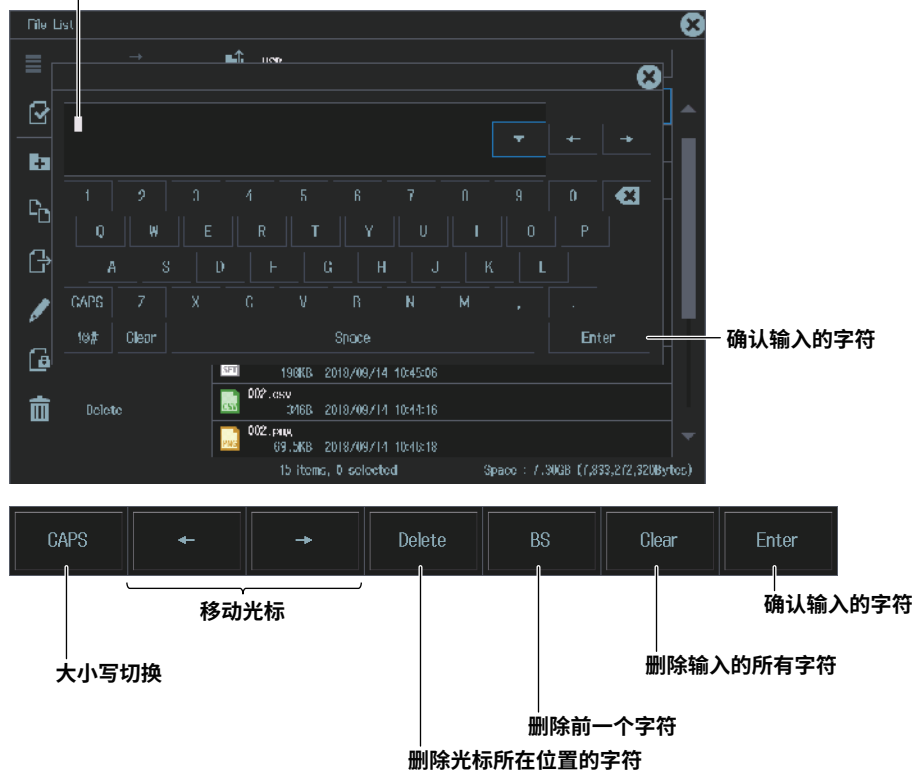 File List
USB
1 2 3 4 5 6 7 8 9 0
Q W E R T Y U I O P
A S D F G H J K L
CAPS Z X C V B N M , .
!@# Clear Space Enter
确认输入的字符
198KB 2018/09/14 10:45:06
002.csv
346B 2018/09/14 10:44:16
Delete
002.PNG
69.5KB 2018/09/14 10:46:18
15 items, 0 selected Space : 7.30GB (7,833,272,320Bytes)
CAPS ← → Delete BS Clear Enter
移动光标
确认输入的字符
大小写切换
删除输入的所有字符
删除前一个字符
删除光标所在位置的字符